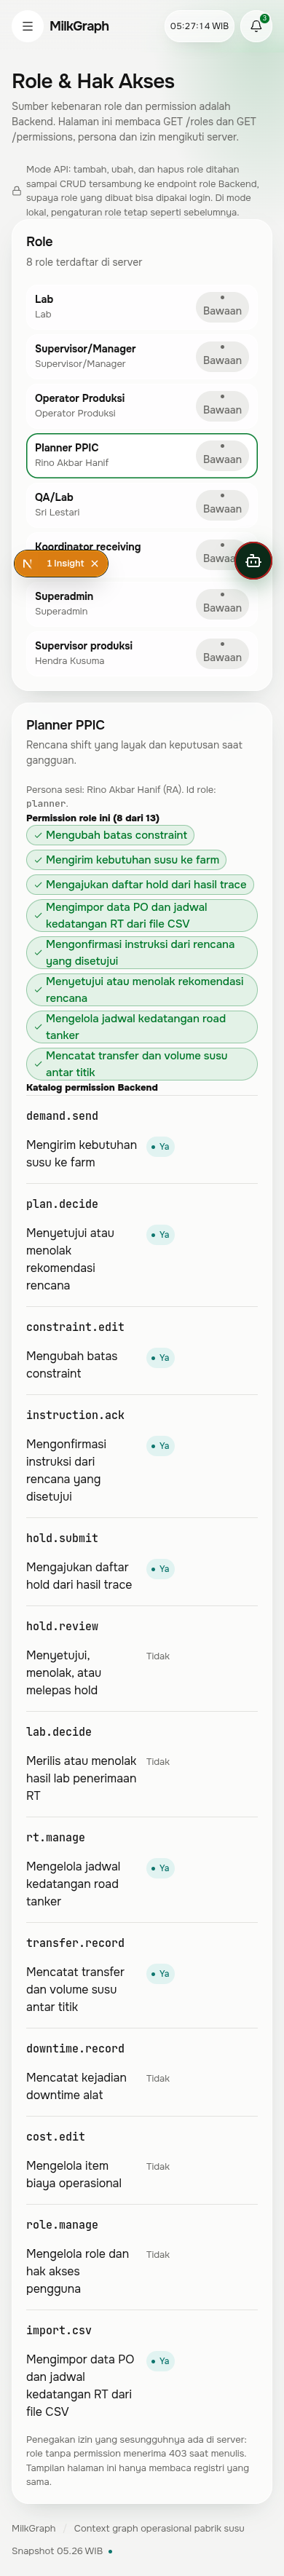 MilkGraph
05:27:14 WIB
3
Role & Hak Akses
Sumber kebenaran role dan permission adalah
Backend. Halaman ini membaca GET /roles dan GET
/permissions, persona dan izin mengikuti server.
Mode API: tambah, ubah, dan hapus role ditahan
sampai CRUD tersambung ke endpoint role Backend,
supaya role yang dibuat bisa dipakai login. Di mode
lokal, pengaturan role tetap seperti sebelumnya.
Role
8 role terdaftar di server
Lab
Lab
Bawaan
Supervisor/Manager
Supervisor/Manager
Bawaan
Operator Produksi
Operator Produksi
Bawaan
Planner PPIC
Rino Akbar Hanif
Bawaan
QA/Lab
Sri Lestari
Bawaan
Koordinator receiving
Bawaan
1 Insight
Superadmin
Superadmin
Bawaan
Supervisor produksi
Hendra Kusuma
Bawaan
Planner PPIC
Rencana shift yang layak dan keputusan saat
gangguan.
Persona sesi: Rino Akbar Hanif (RA). Id role:
planner.
Permission role ini (8 dari 13)
Mengubah batas constraint
Mengirim kebutuhan susu ke farm
Mengajukan daftar hold dari hasil trace
Mengimpor data PO dan jadwal
kedatangan RT dari file CSV
Mengonfirmasi instruksi dari rencana
yang disetujui
Menyetujui atau menolak rekomendasi
rencana
Mengelola jadwal kedatangan road
tanker
Mencatat transfer dan volume susu
antar titik
Katalog permission Backend
demand.send
Mengirim kebutuhan
susu ke farm
Ya
plan.decide
Menyetujui atau
menolak
rekomendasi
rencana
Ya
constraint.edit
Mengubah batas
constraint
Ya
instruction.ack
Mengonfirmasi
instruksi dari
rencana yang
disetujui
Ya
hold.submit
Mengajukan daftar
hold dari hasil trace
Ya
hold.review
Menyetujui,
menolak, atau
melepas hold
Tidak
lab.decide
Merilis atau menolak
hasil lab penerimaan
RT
Tidak
rt.manage
Mengelola jadwal
kedatangan road
tanker
Ya
transfer.record
Mencatat transfer
dan volume susu
antar titik
Ya
downtime.record
Mencatat kejadian
downtime alat
Tidak
cost.edit
Mengelola item
biaya operasional
Tidak
role.manage
Mengelola role dan
hak akses
pengguna
Tidak
import.csv
Mengimpor data PO
dan jadwal
kedatangan RT dari
file CSV
Ya
Penegakan izin yang sesungguhnya ada di server:
role tanpa permission menerima 403 saat menulis.
Tampilan halaman ini hanya membaca registry yang
sama.
MilkGraph / Context graph operasional pabrik susu
Snapshot 05.26 WIB